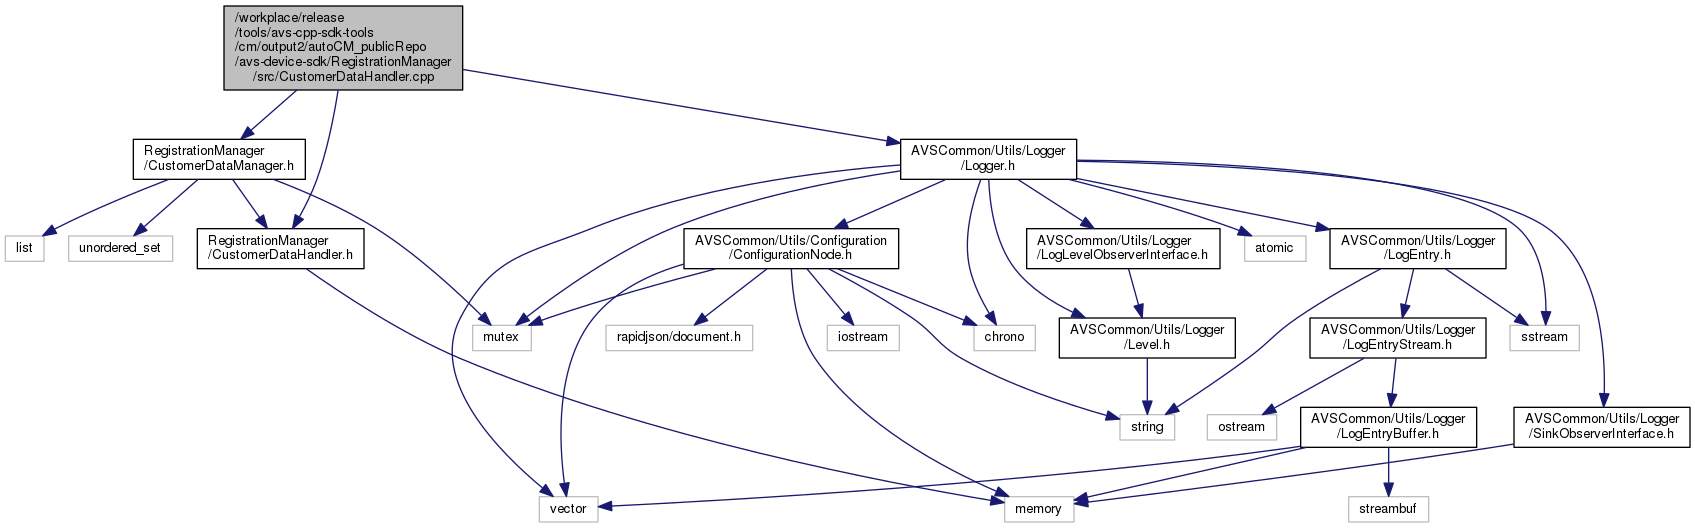 /workplace/release
/tools/avs-cpp-sdk-tools
/cm/output2/autoCM_publicRepo
/avs-device-sdk/RegistrationManager
/src/CustomerDataHandler.cpp
RegistrationManager
/CustomerDataManager.h
AVSCommon/Utils/Logger
/Logger.h
list
unordered_set
RegistrationManager
/CustomerDataHandler.h
AVSCommon/Utils/Configuration
/ConfigurationNode.h
AVSCommon/Utils/Logger
/LogLevelObserverInterface.h
atomic
AVSCommon/Utils/Logger
/LogEntry.h
mutex
rapidjson/document.h
iostream
chrono
AVSCommon/Utils/Logger
/Level.h
AVSCommon/Utils/Logger
/LogEntryStream.h
sstream
string
ostream
AVSCommon/Utils/Logger
/LogEntryBuffer.h
AVSCommon/Utils/Logger
/SinkObserverInterface.h
vector
memory
streambuf